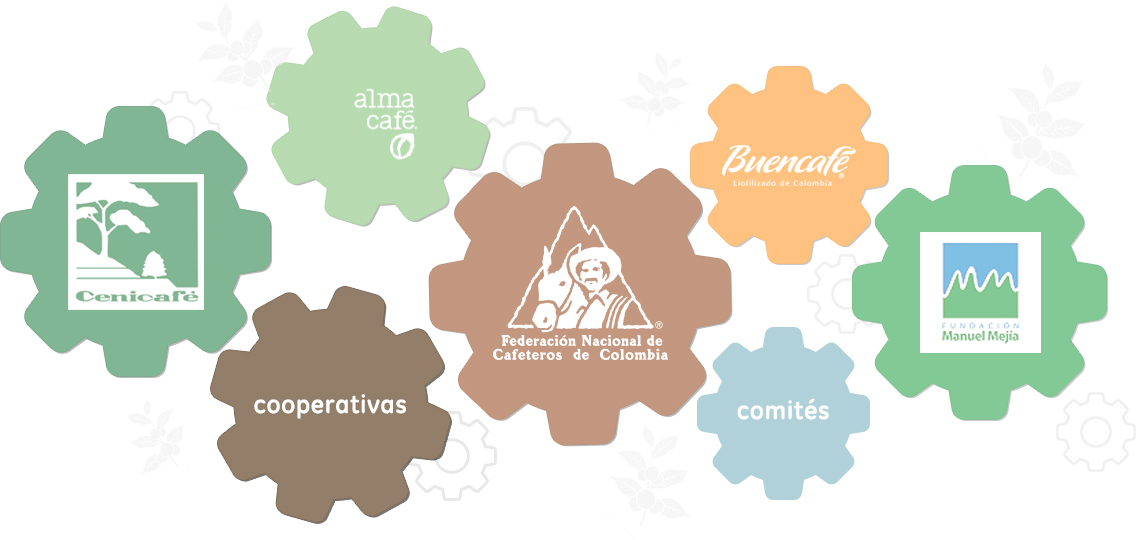 alma
café
Buencafé
Liofilizado de Colombia
Cenicafé
Federación Nacional de
Cafeteros de Colombia
FUNDACIÓN
Manuel Mejía
cooperativas
comités